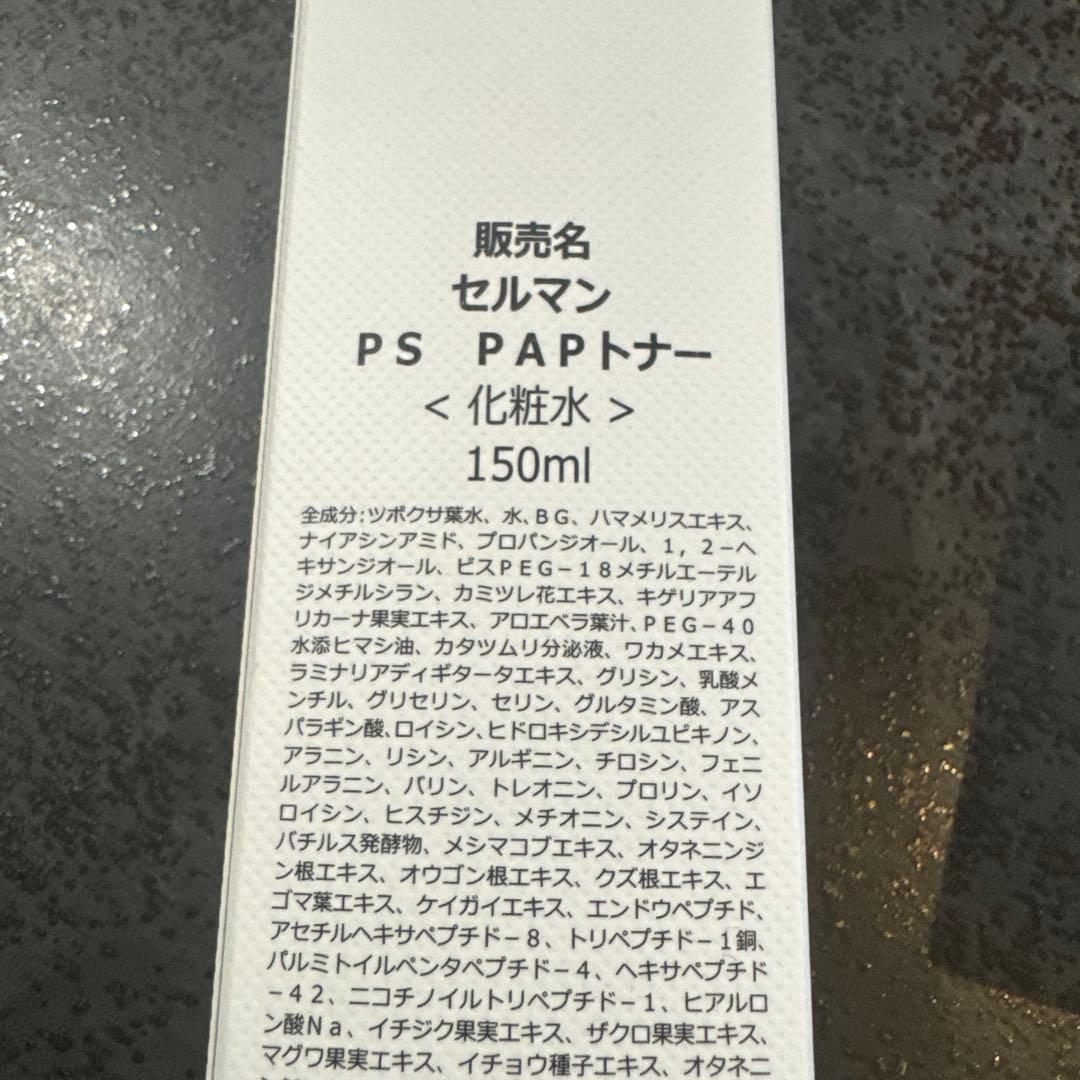 販売名
セルマン
ＰＳ　ＰＡＰトナー
< 化粧水 >
150ml
全成分：ツボクサ葉水、水、ＢＧ、ハマメリスエキス、
ナイアシンアミド、プロパンジオール、１，２－ヘ
キサンジオール、ビスＰＥＧ－１８メチルエーテル
ジメチルシラン、カミツレ花エキス、キゲリアアフ
リカーナ果実エキス、アロエベラ葉汁、ＰＥＧ－４０
水添ヒマシ油、カタツムリ分泌液、ワカメエキス、
ラミナリアディギタータエキス、グリシン、乳酸メ
ンチル、グリセリン、セリン、グルタミン酸、アス
パラギン酸、ロイシン、ヒドロキシデシルユビキノン、
アラニン、リシン、アルギニン、チロシン、フェニ
ルアラニン、バリン、トレオニン、プロリン、イソ
ロイシン、ヒスチジン、メチオニン、システイン、
バチルス発酵物、メシマコブエキス、オタネニンジ
ン根エキス、オウゴン根エキス、クズ根エキス、エ
ゴマ葉エキス、ケイガイエキス、エンドウペプチド、
アセチルヘキサペプチド－８、トリペプチド－１銅、
パルミトイルペンタペプチド－４、ヘキサペプチド
－４２、ニコチノイルトリペプチド－１、ヒアルロ
ン酸Ｎａ、イチジク果実エキス、ザクロ果実エキス、
マグワ果実エキス、イチョウ種子エキス、オタネニ